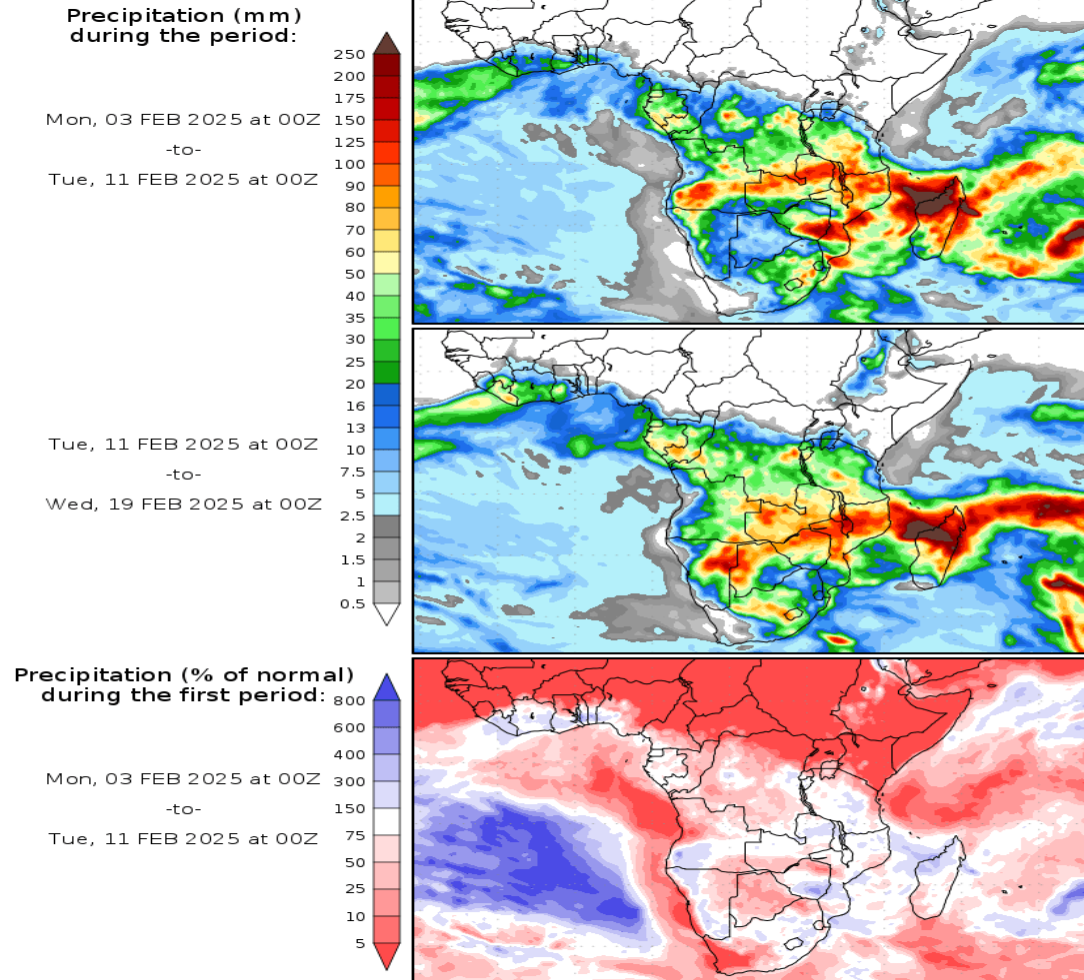 Precipitation (mm)
during the period:
250
200
175
150
125
100
90
80
70
60
50
40
35
30
25
20
16
13
10
7.5
5
2.5
2
1.5
1
0.5
Mon, 03 FEB 2025 at 00Z
-to-
Tue, 11 FEB 2025 at 00Z
Tue, 11 FEB 2025 at 00Z
-to-
Wed, 19 FEB 2025 at 00Z
Precipitation (% of normal)
during the first period:
800
600
400
300
150
75
50
25
10
5
Mon, 03 FEB 2025 at 00Z
-to-
Tue, 11 FEB 2025 at 00Z